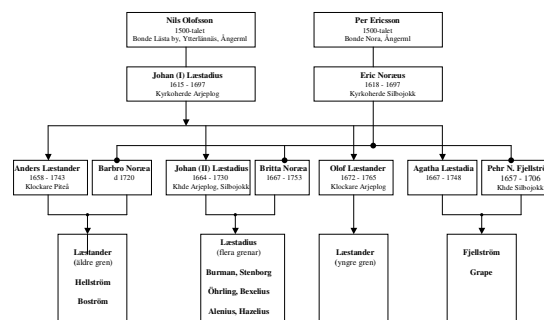 Nils Olofsson
1500-talet
Bonde Lästa by, Ytterlännäs, Ångerml
Per Ericsson
1500-talet
Bonde Nora, Ångerml
Johan (I) Læstadius
1615 - 1697
Kyrkoherde Arjeplog
Eric Noræus
1618 - 1697
Kyrkoherde Silbojokk
Anders Læstander
1658 - 1743
Klockare Piteå
Barbro Noræa
d 1720
Johan (II) Læstadius
1664 - 1730
Khde Arjeplog, Silbojokk
Britta Noræa
1667 - 1753
Olof Læstander
1672 - 1765
Klockare Arjeplog
Agatha Læstadia
1667 - 1748
Pehr N. Fjellström
1657 - 1706
Khde Silbojokk
Læstander
(äldre gren)
Hellström
Boström
Læstadius
(flera grenar)
Burman, Stenborg
Öhrling, Bexelius
Alenius, Hazelius
Læstander
(yngre gren)
Fjellström
Grape